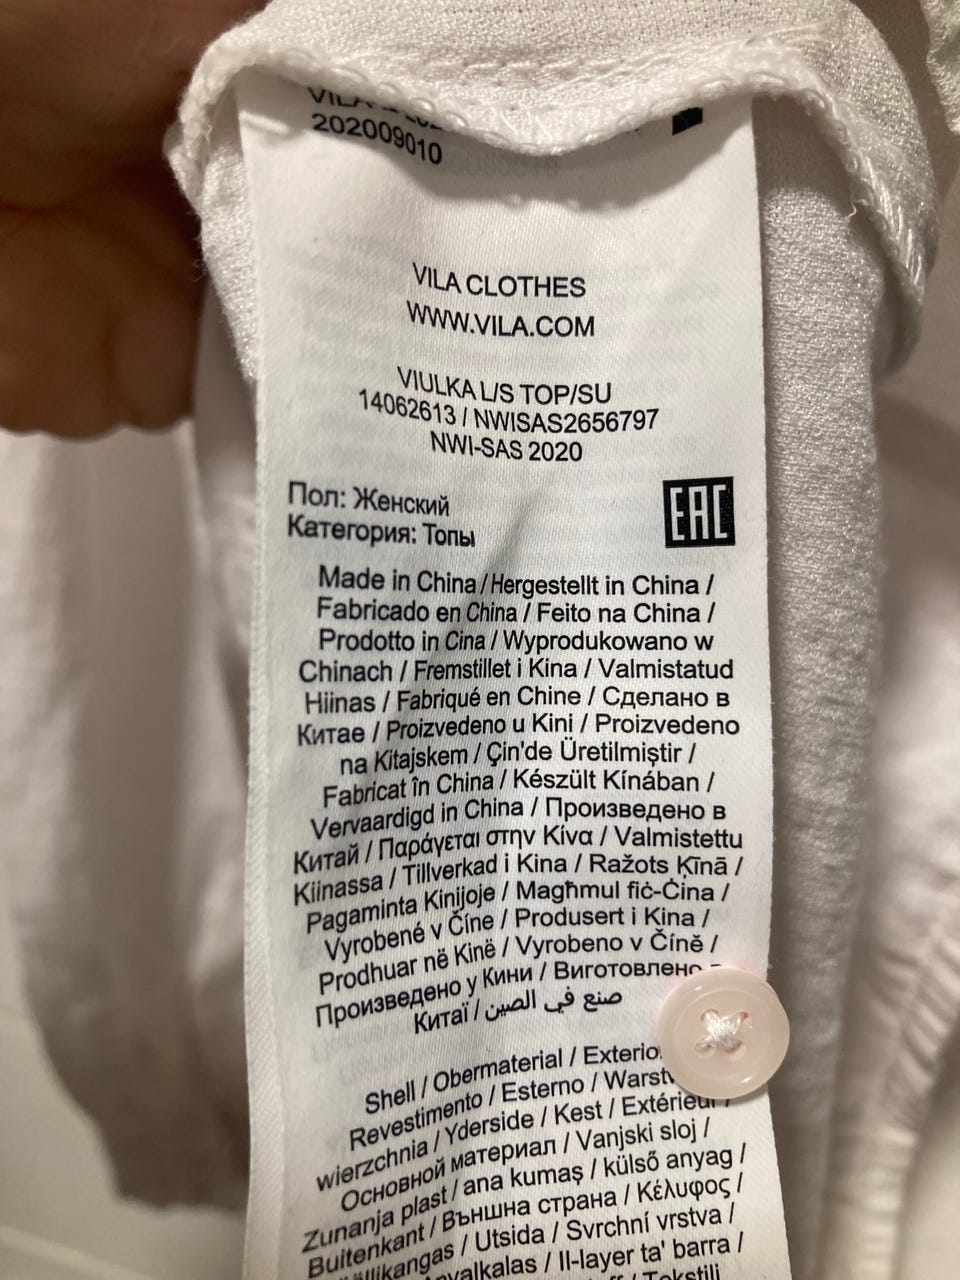 202009010
VILA CLOTHES
WWW.VILA.COM
VIULKA L/S TOP/SU
14062613 / NWISAS2656797
NWI-SAS 2020
Пол: Женский
Категория: Топы
EAC
Made in China / Hergestellt in China /
Fabricado en China / Feito na China /
Prodotto in Cina / Wyprodukowano w
Chinach / Fremstillet i Kina / Valmistatud
Hiinas / Fabriqué en Chine / Сделано в
Китае / Proizvedeno u Kini / Proizvedeno
na Kitajskem / Çin'de Üretilmiştir /
Fabricat în China / Készült Kínában /
Vervaardigd in China / Произведено в
Китай / Παράγεται στην Κίνα / Valmistettu
Kiinassa / Tillverkad i Kina / Ražots Ķīnā /
Pagaminta Kinijoje / Magħmul fiċ-Ċina /
Vyrobené v Číne / Produsert i Kina /
Prodhuar në Kinë / Vyrobeno v Číně /
Произведено у Кини / Виготовлено
Китаї / صنع في الصين
Shell / Obermaterial /
Revestimento / Esterno /
wierzchnia / Yderside / Kest / Extérieur /
Основной материал / Vanjski sloj /
Zunanja plast / ana kumaş / külső anyag /
Buitenkant / Външна страна / Κέλυφος /
/ Utsida / Svrchní vrstva /
/ Il-layer ta' barra /